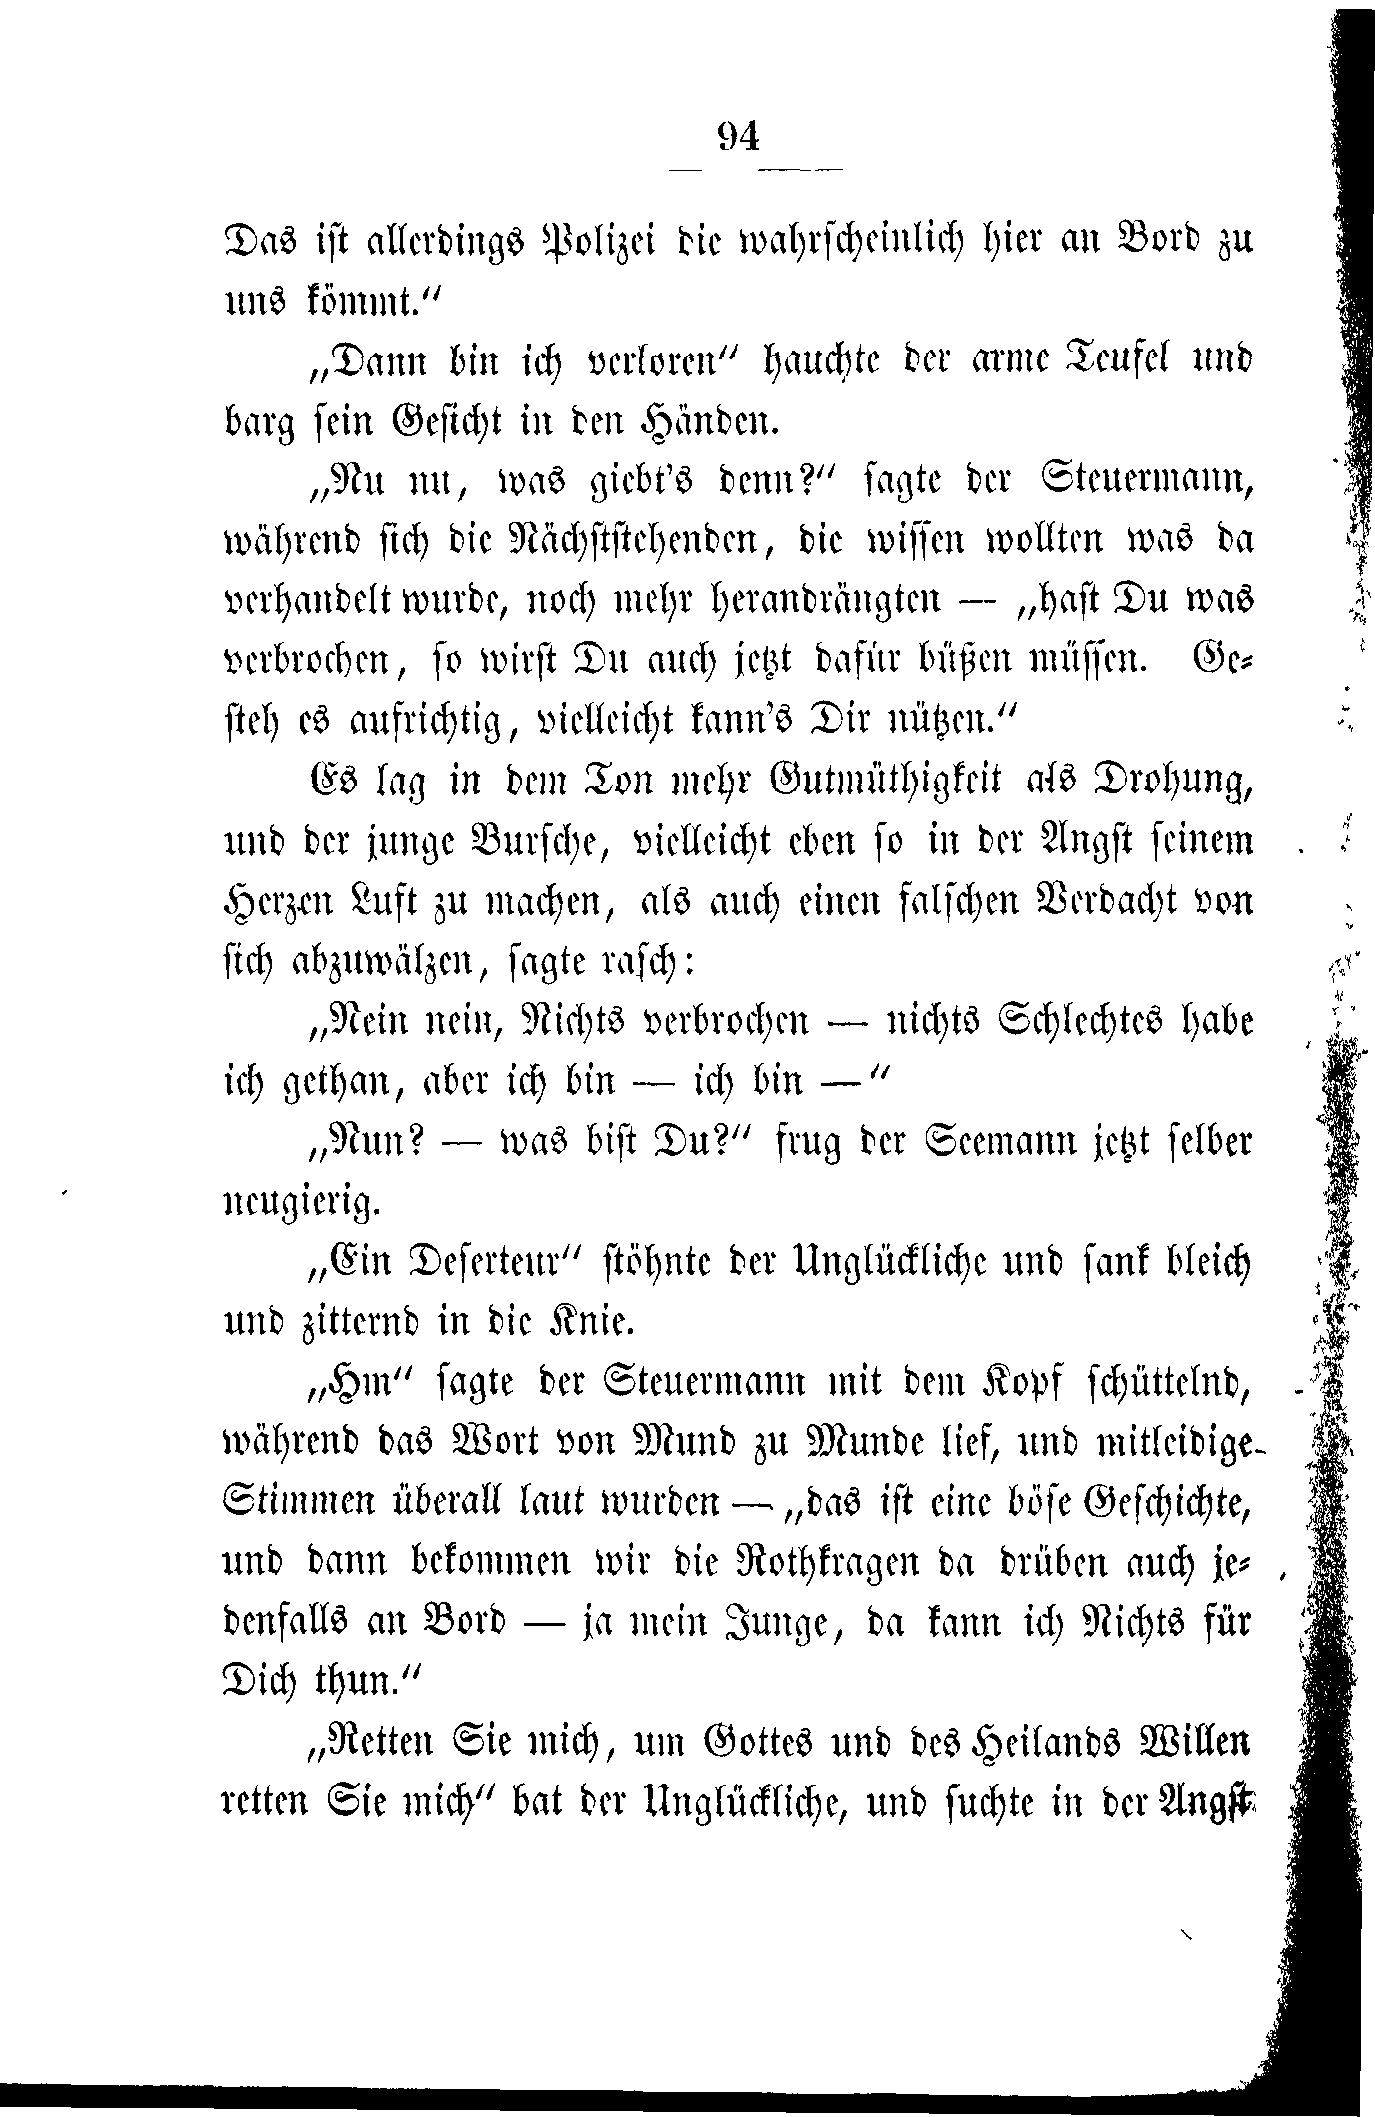 94
Das ist allerdings Polizei die wahrscheinlich hier an Bord zu
uns kömmt.“
„Dann bin ich verloren“ hauchte der arme Teufel und
barg sein Gesicht in den Händen.
„Nu nu, was giebt's denn?“ sagte der Steuermann,
während sich die Nächststehenden, die wissen wollten was da
verhandelt wurde, noch mehr herandrängten — „hast Du was
verbrochen, so wirst Du auch jetzt dafür büßen müssen. Ge-
steh es aufrichtig, vielleicht kann's Dir nützen.“
Es lag in dem Ton mehr Gutmüthigkeit als Drohung,
und der junge Bursche, vielleicht eben so in der Angst seinem
Herzen Luft zu machen, als auch einen falschen Verdacht von
sich abzuwälzen, sagte rasch:
„Nein nein, Nichts verbrochen — nichts Schlechtes habe
ich gethan, aber ich bin — ich bin —“
„Nun? — was bist Du?“ frug der Seemann jetzt selber
neugierig.
„Ein Deserteur“ stöhnte der Unglückliche und sank bleich
und zitternd in die Knie.
„Hm“ sagte der Steuermann mit dem Kopf schüttelnd,
während das Wort von Mund zu Munde lief, und mitleidige
Stimmen überall laut wurden — „das ist eine böse Geschichte,
und dann bekommen wir die Rothkragen da drüben auch je-
denfalls an Bord — ja mein Junge, da kann ich Nichts für
Dich thun.“
„Retten Sie mich, um Gottes und des Heilands Willen
retten Sie mich“ bat der Unglückliche, und suchte in der Angst